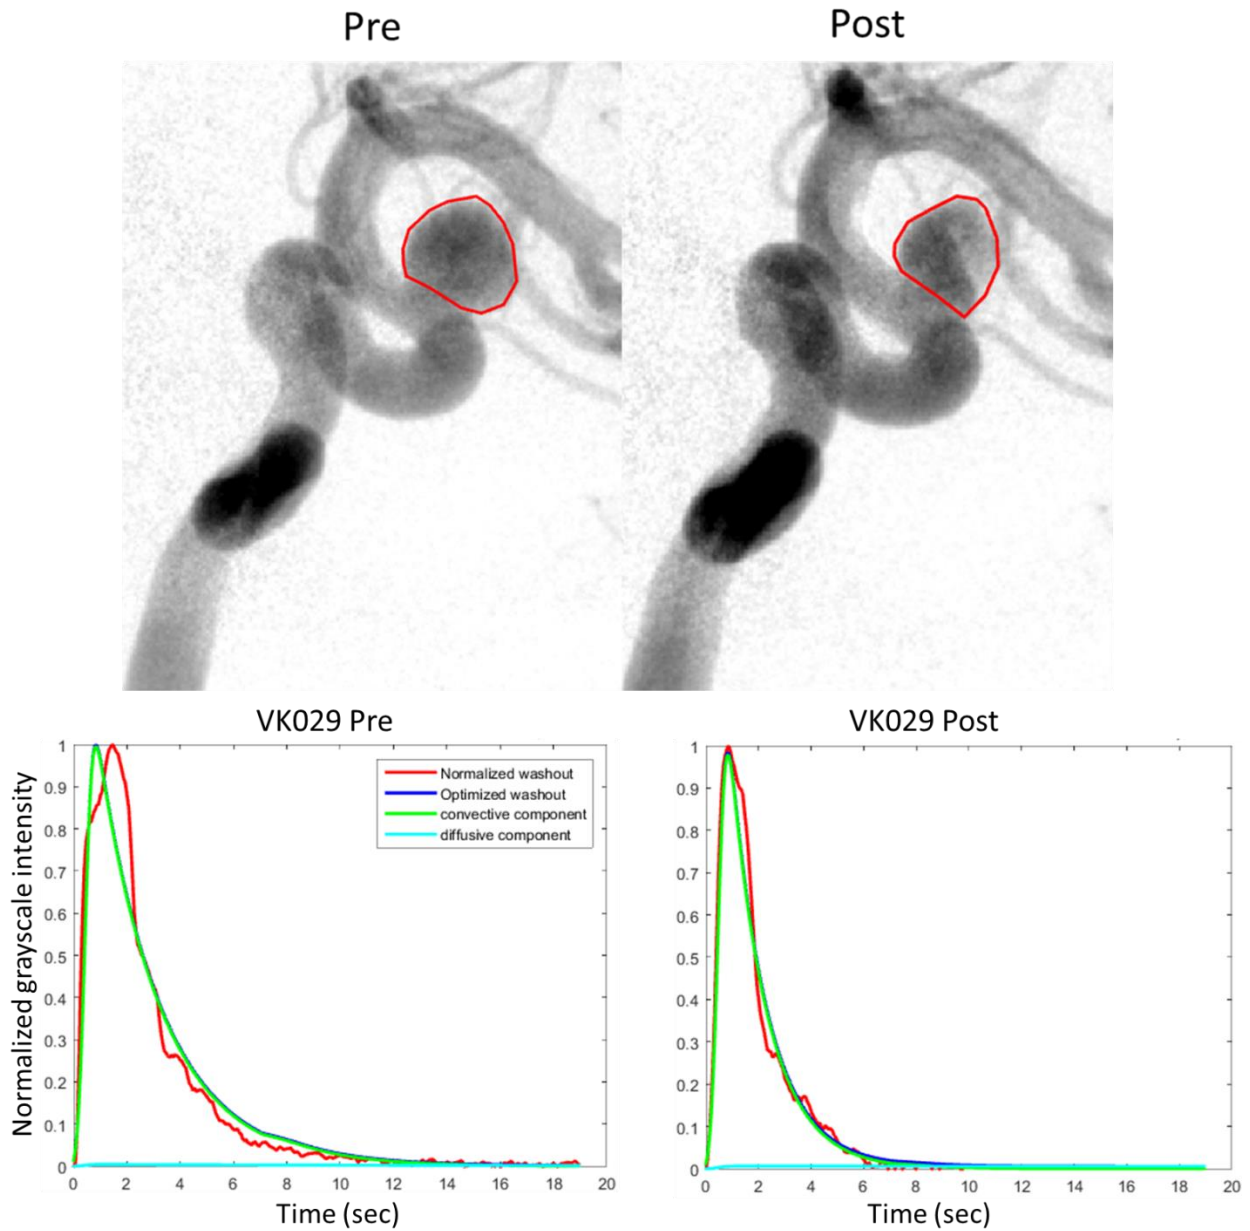 Pre Post
VK029 Pre VK029 Post
Normalized grayscale intensity
1
0.9
0.8
0.7
0.6
0.5
0.4
0.3
0.2
0.1
0
Normalized washout
Optimized washout
convective component
diffusive component
0 2 4 6 8 10 12 14 16 18 20
Time (sec)
1
0.9
0.8
0.7
0.6
0.5
0.4
0.3
0.2
0.1
0
0 2 4 6 8 10 12 14 16 18 20
Time (sec)